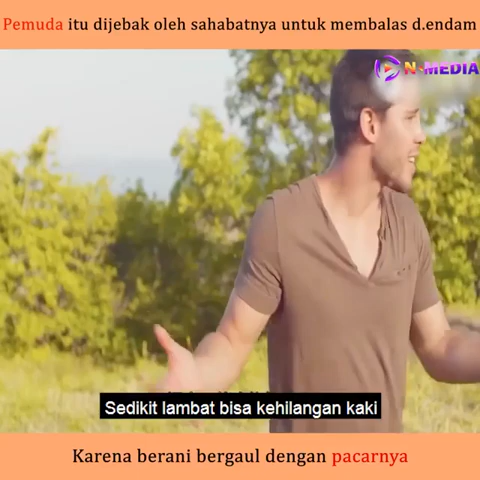 Pemuda itu dijebak oleh sahabatnya untuk membalas d.endam
N-MEDIA
Sedikit lambat bisa kehilangan kaki
Karena berani bergaul dengan pacarnya